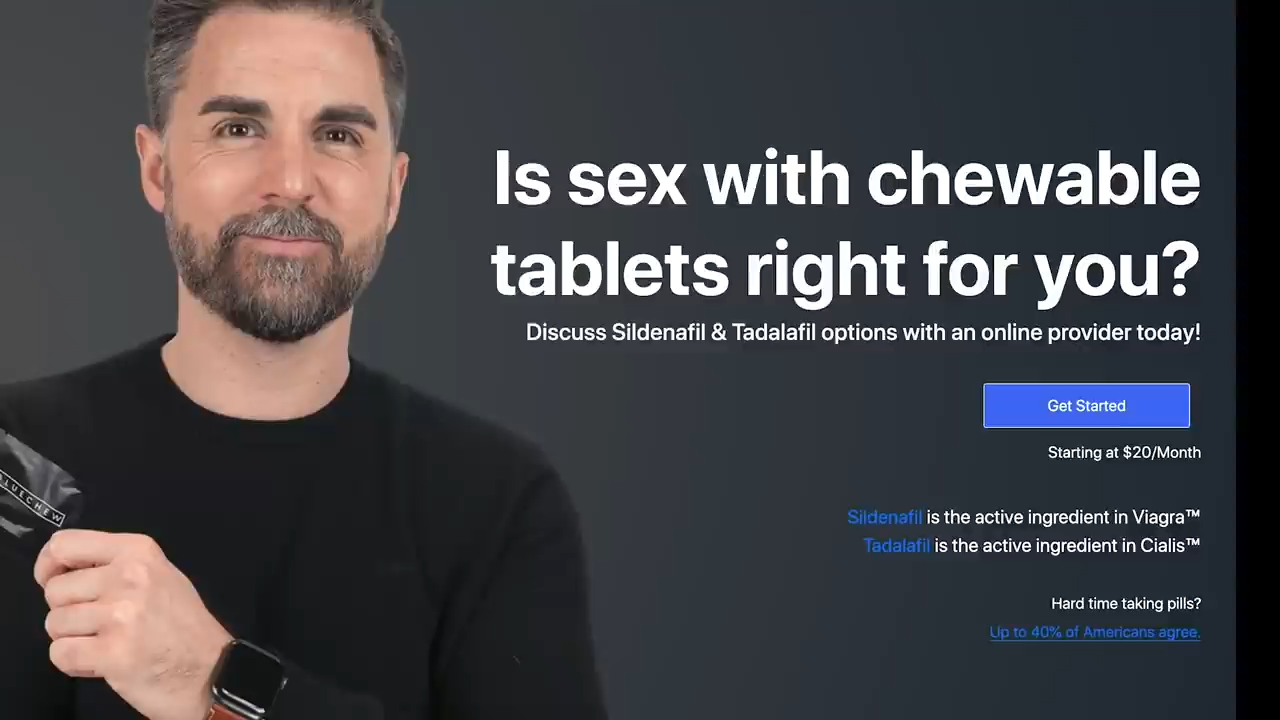 Is sex with chewable
tablets right for you?
Discuss Sildenafil & Tadalafil options with an online provider today!
Get Started
Starting at $20/Month
Sildenafil is the active ingredient in Viagra™
Tadalafil is the active ingredient in Cialis™
Hard time taking pills?
Up to 40% of Americans agree.
BLUECHEW